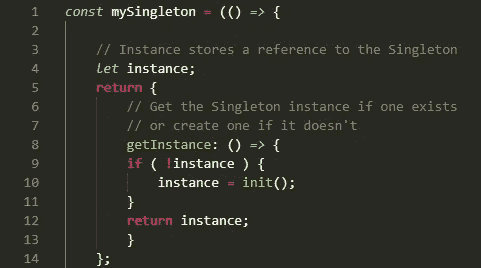 1 const mySingleton = (() => {
2
3 // Instance stores a reference to the Singleton
4 let instance;
5 return {
6 // Get the Singleton instance if one exists
7 // or create one if it doesn't
8 getInstance: () => {
9 if ( !instance ) {
10 instance = init();
11 }
12 return instance;
13 }
14 };